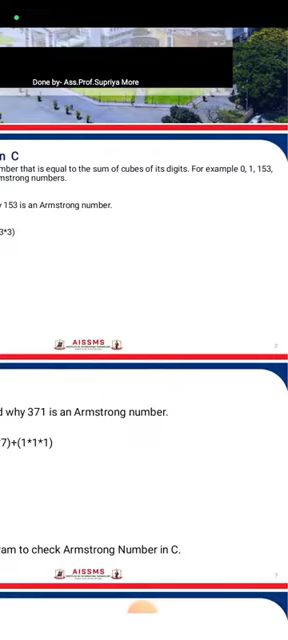 Done by- Ass.Prof.Supriya More
n C
mber that is equal to the sum of cubes of its digits. For example 0, 1, 153,
mstrong numbers.
y 153 is an Armstrong number.
3*3)
AISSMS
2
d why 371 is an Armstrong number.
*7)+(1*1*1)
ram to check Armstrong Number in C.
AISSMS